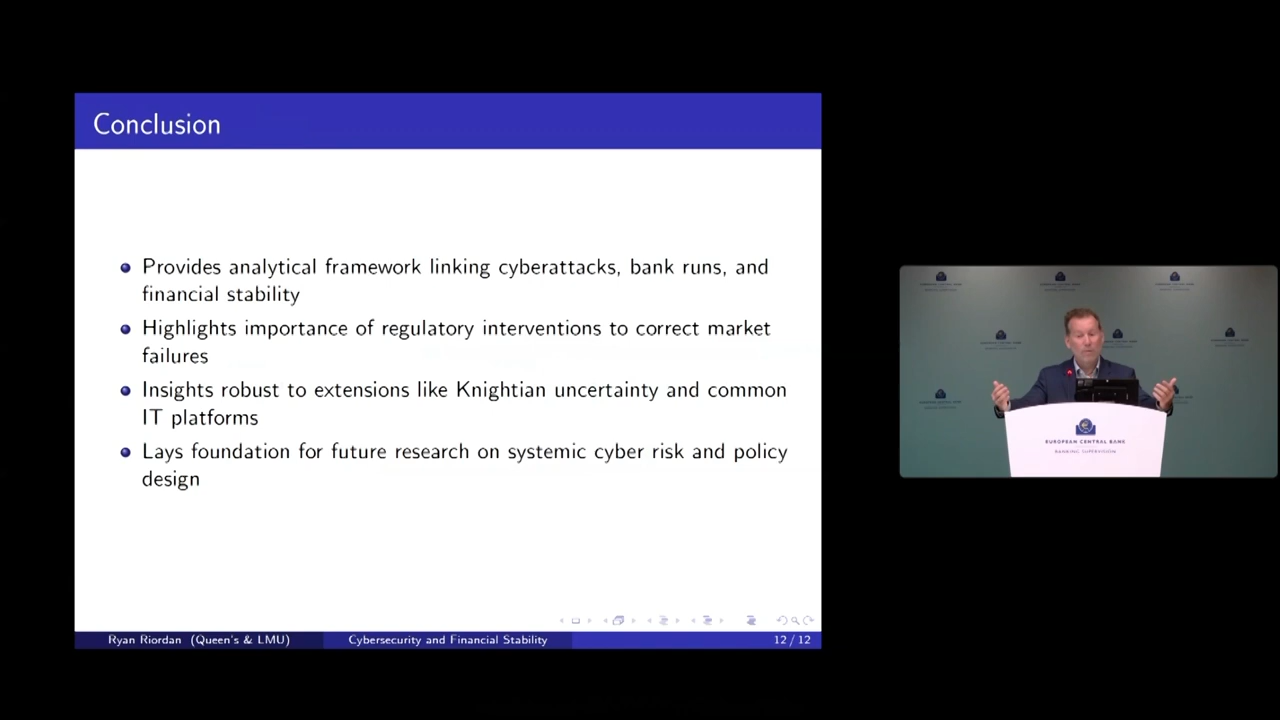 Conclusion
Provides analytical framework linking cyberattacks, bank runs, and
financial stability
Highlights importance of regulatory interventions to correct market
failures
Insights robust to extensions like Knightian uncertainty and common
IT platforms
Lays foundation for future research on systemic cyber risk and policy
design
Ryan Riordan (Queen's & LMU)
Cybersecurity and Financial Stability
12 / 12
EUROPEAN CENTRAL BANK
BANKING SUPERVISION